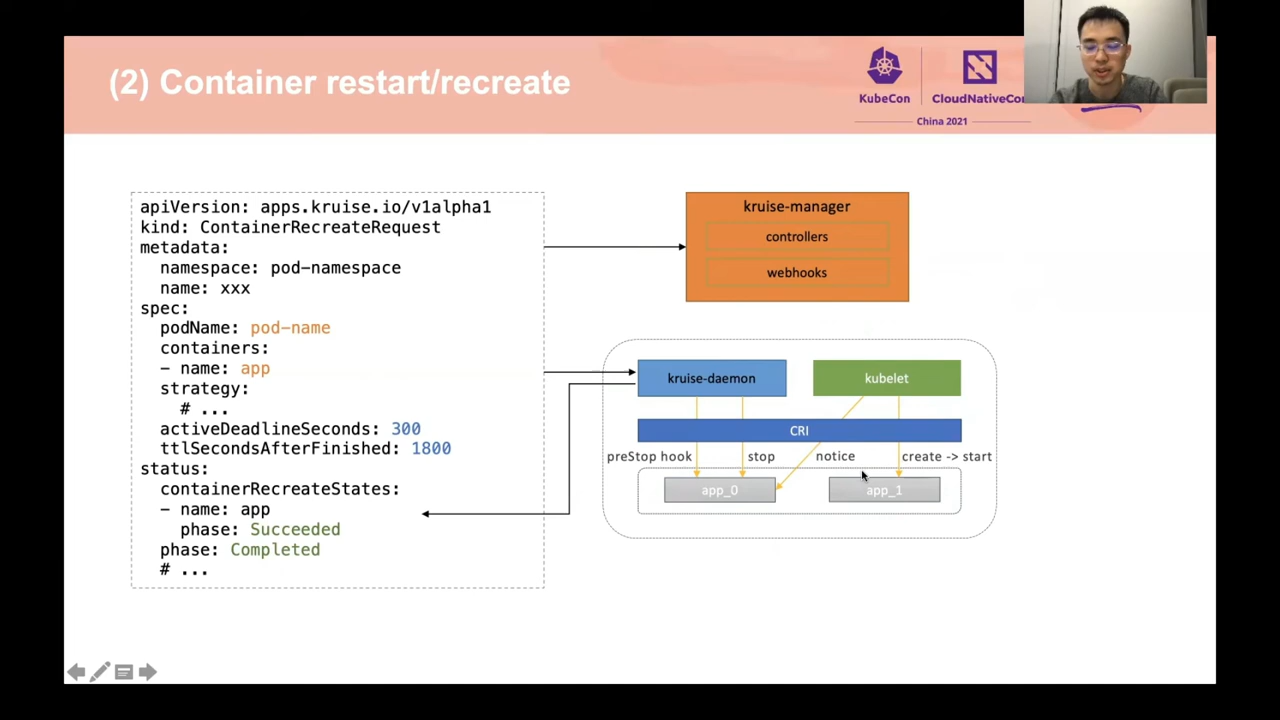 (2) Container restart/recreate
KubeCon
CloudNativeCon
China 2021
apiVersion: apps.kruise.io/v1alpha1
kind: ContainerRecreateRequest
metadata:
namespace: pod-namespace
name: xxx
spec:
podName: pod-name
containers:
- name: app
strategy:
# ...
activeDeadlineSeconds: 300
ttlSecondsAfterFinished: 1800
status:
containerRecreateStates:
- name: app
phase: Succeeded
phase: Completed
# ...
kruise-manager
controllers
webhooks
kruise-daemon
kubelet
CRI
preStop hook
stop
notice
create -> start
app_0
app_1